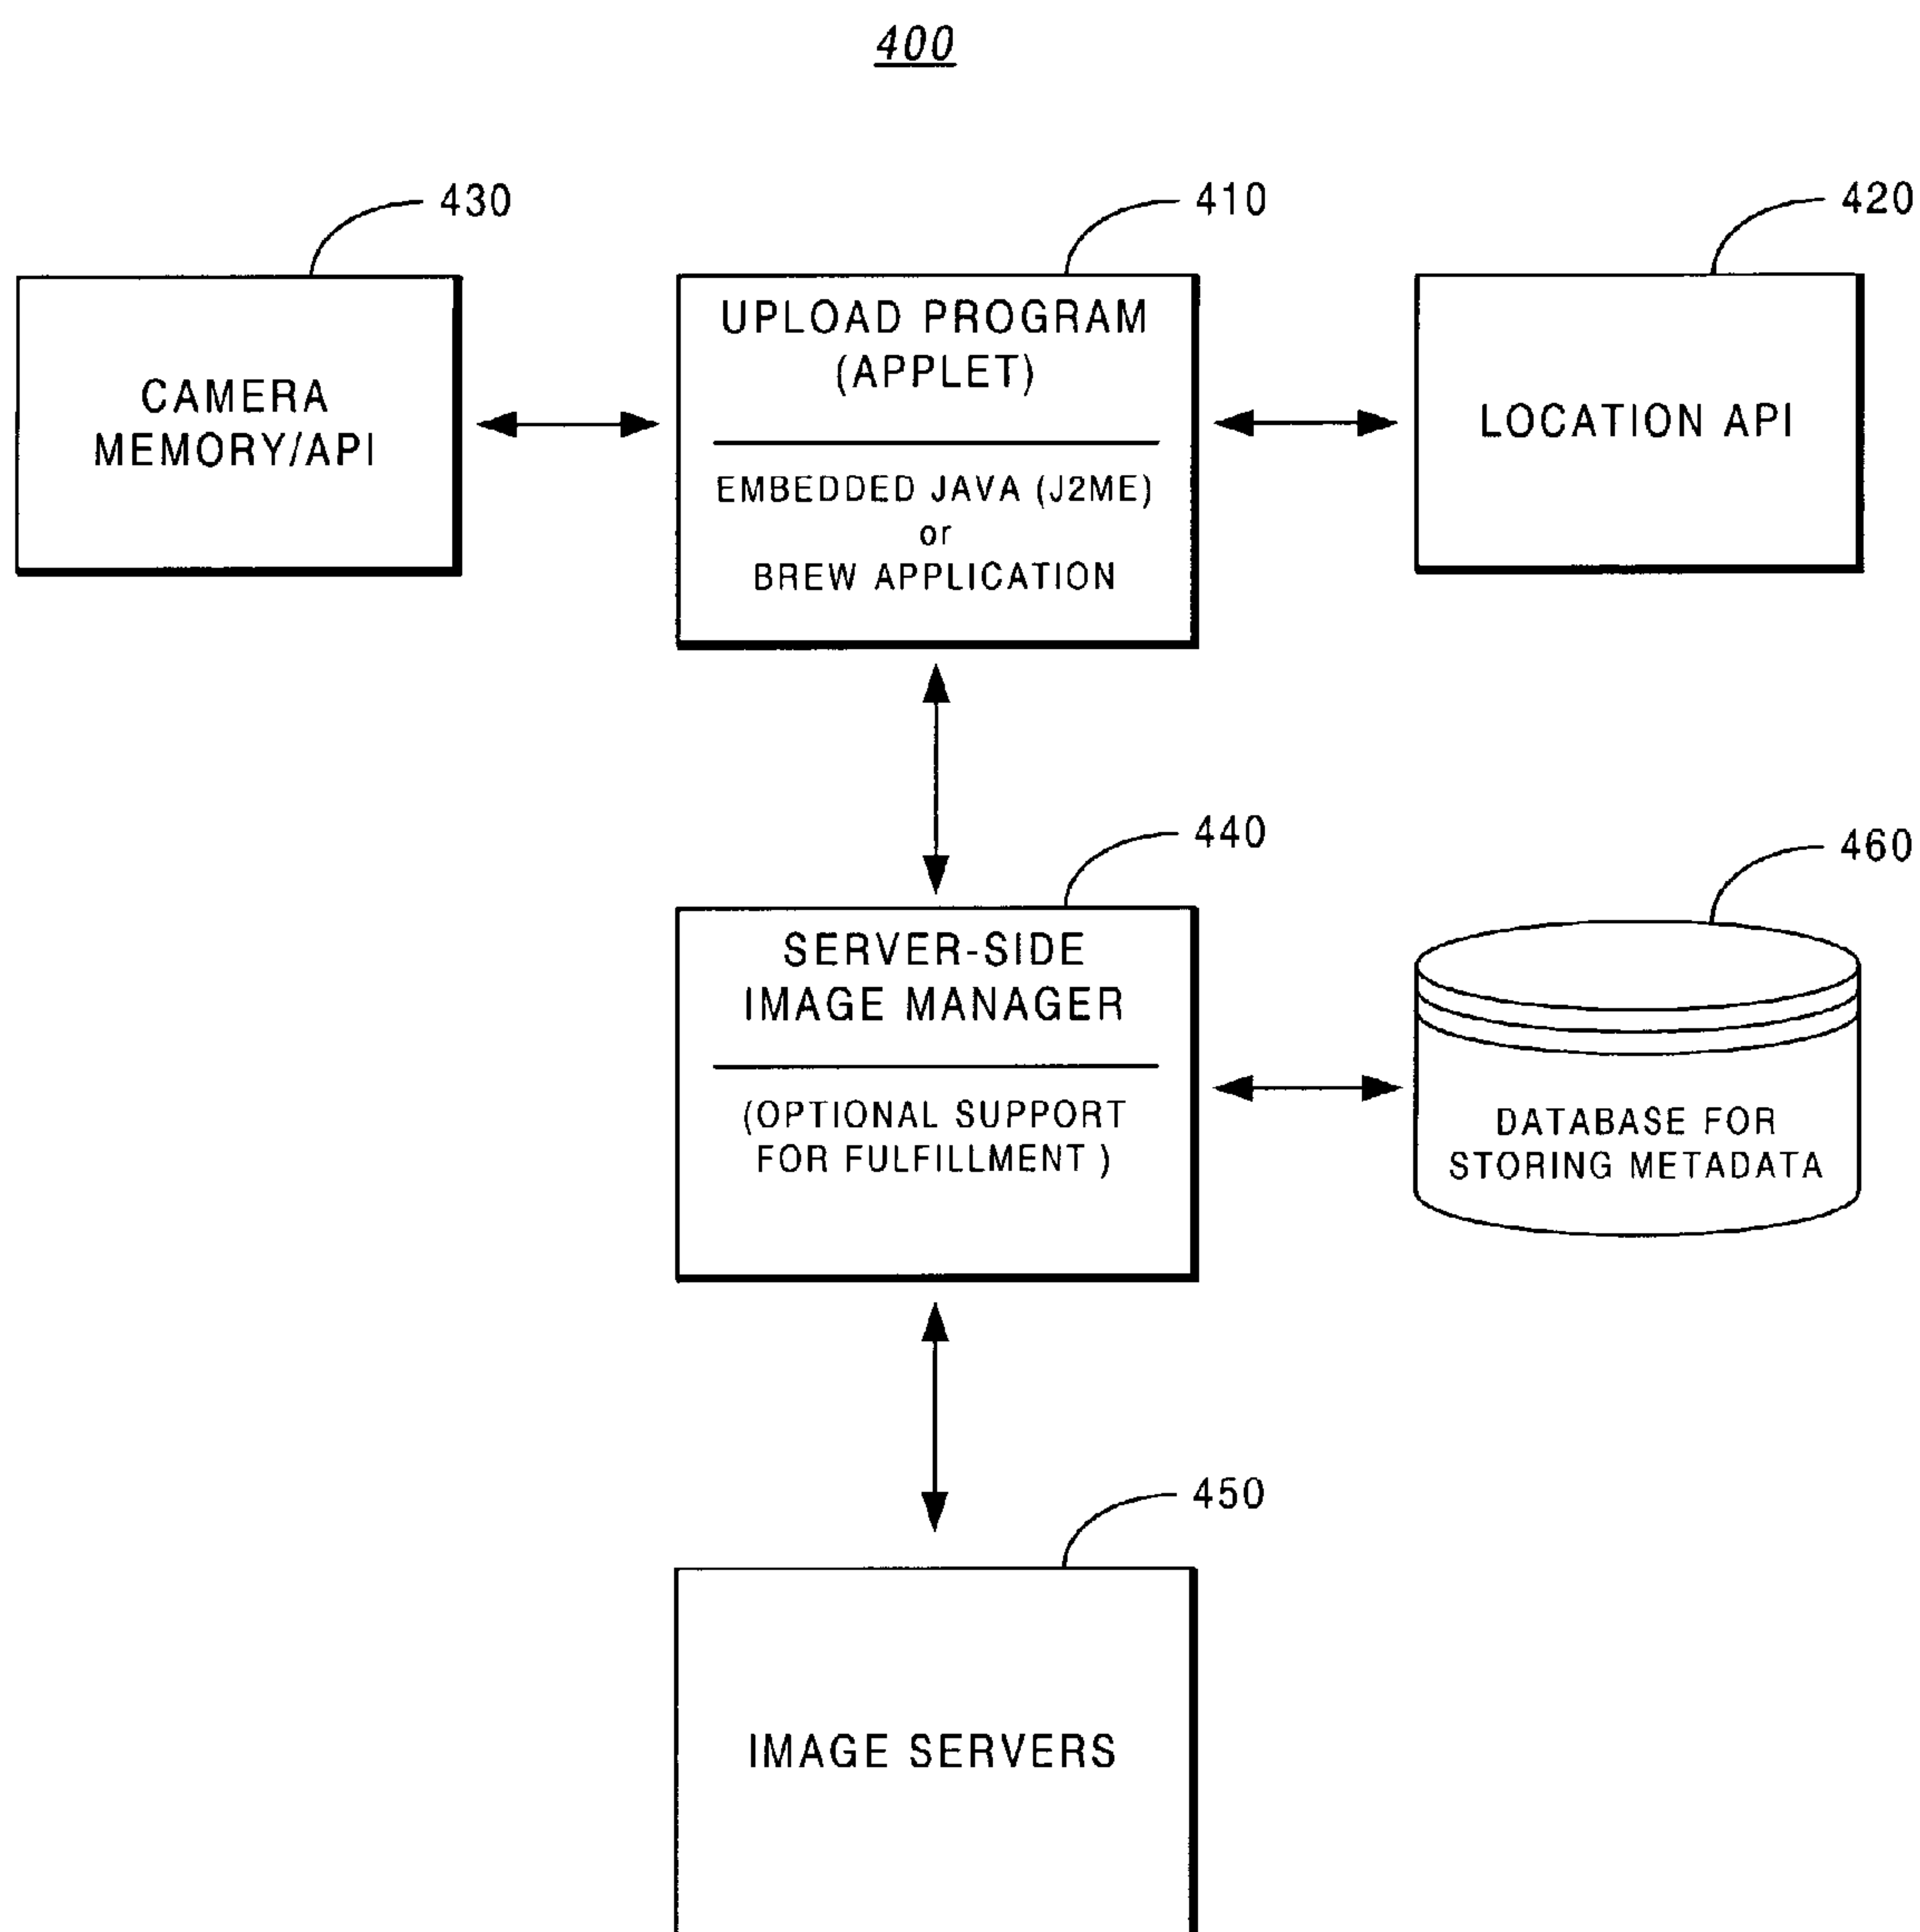 400
430
410
420
CAMERA
MEMORY/API
UPLOAD PROGRAM
(APPLET)
EMBEDDED JAVA (J2ME)
or
BREW APPLICATION
LOCATION API
440
460
SERVER-SIDE
IMAGE MANAGER
(OPTIONAL SUPPORT
FOR FULFILLMENT )
DATABASE FOR
STORING METADATA
450
IMAGE SERVERS